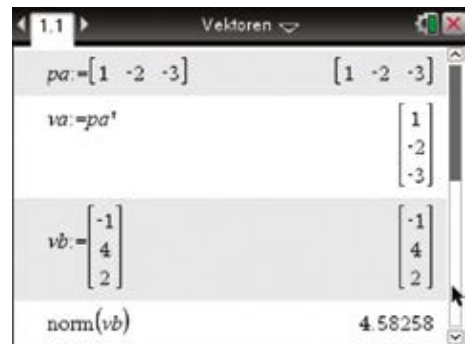 1.1 Vektoren
pa:=[1 -2 -3] [1 -2 -3]
va:=paᵀ [1
-2
-3]
vb:=[-1
4
2] [-1
4
2]
norm(vb) 4.58258